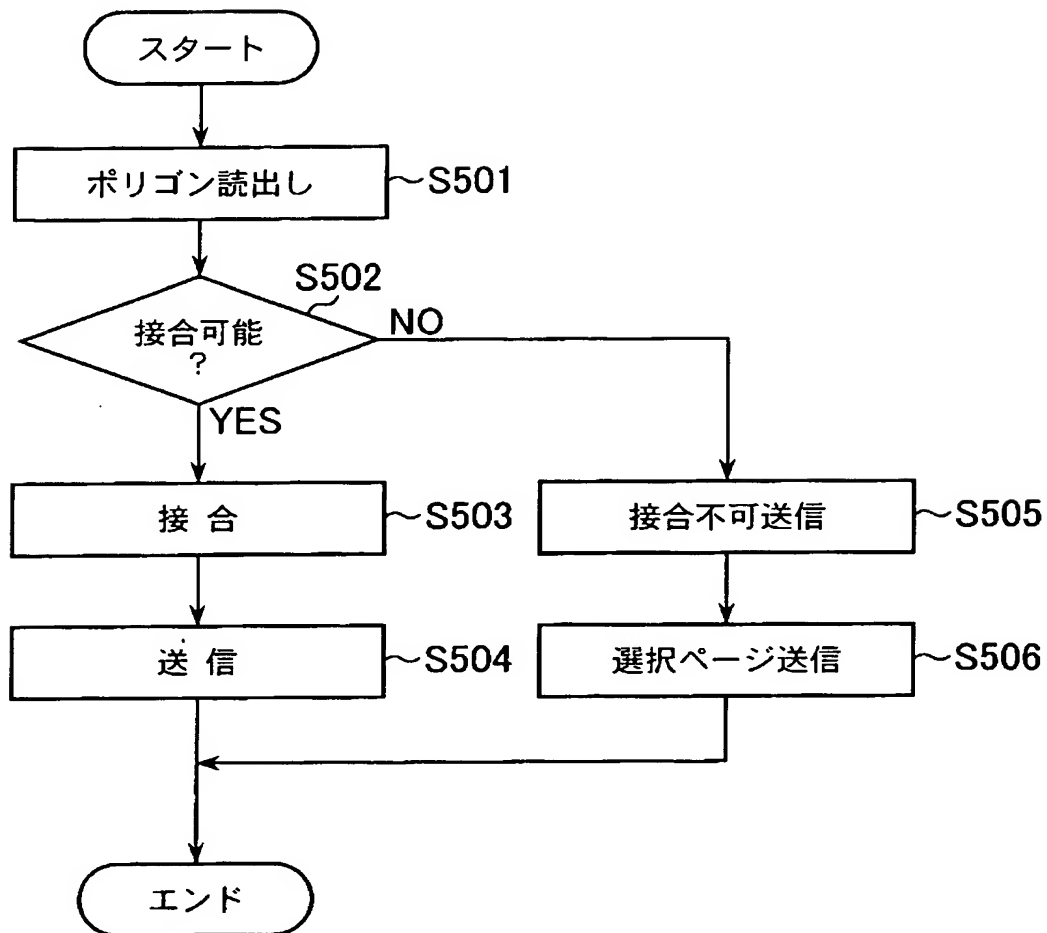 スタート
ポリゴン読出し
S501
S502
接合可能
?
NO
YES
接 合
S503
接合不可送信
S505
送 信
S504
選択ページ送信
S506
エンド